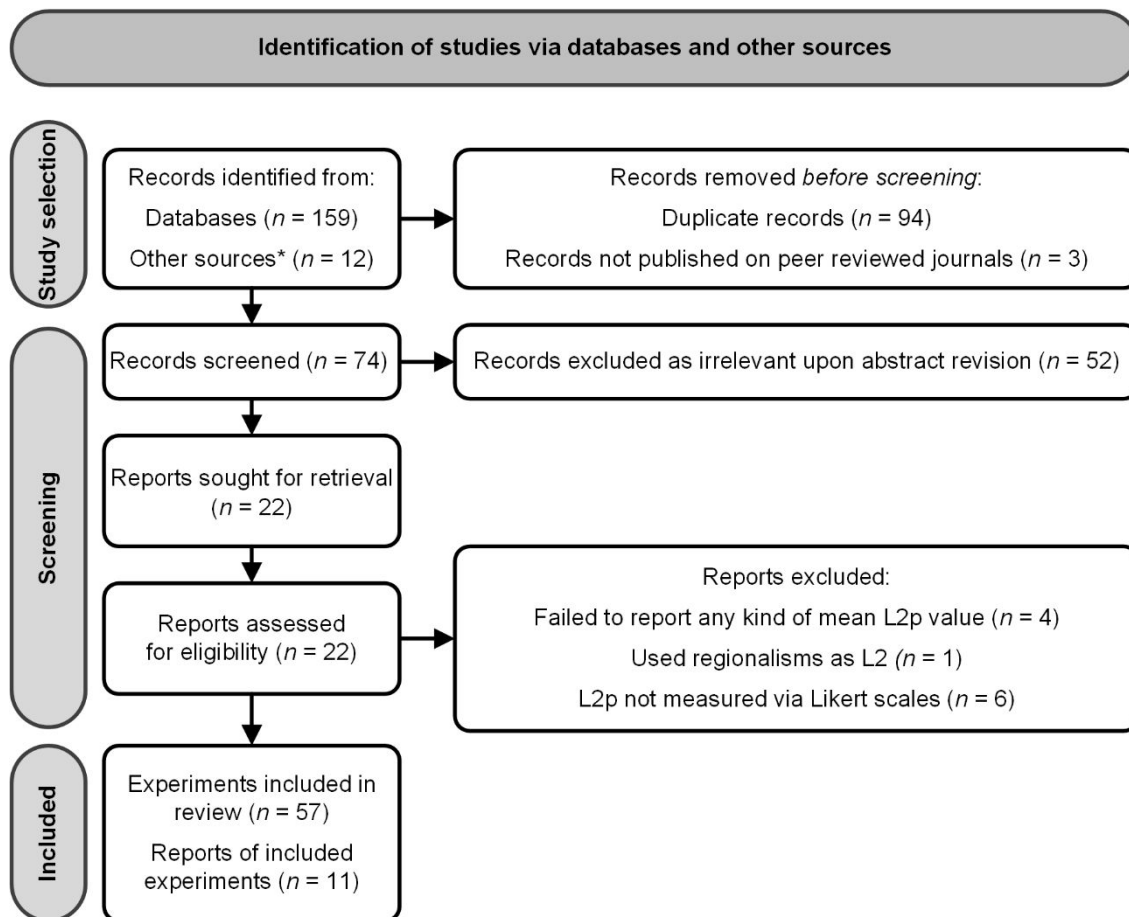 Identification of studies via databases and other sources
Study selection
Records identified from:
Databases (n = 159)
Other sources* (n = 12)
Records removed before screening:
Duplicate records (n = 94)
Records not published on peer reviewed journals (n = 3)
Screening
Records screened (n = 74)
Records excluded as irrelevant upon abstract revision (n = 52)
Reports sought for retrieval
(n = 22)
Reports assessed
for eligibility (n = 22)
Reports excluded:
Failed to report any kind of mean L2p value (n = 4)
Used regionalisms as L2 (n = 1)
L2p not measured via Likert scales (n = 6)
Included
Experiments included in
review (n = 57)
Reports of included
experiments (n = 11)